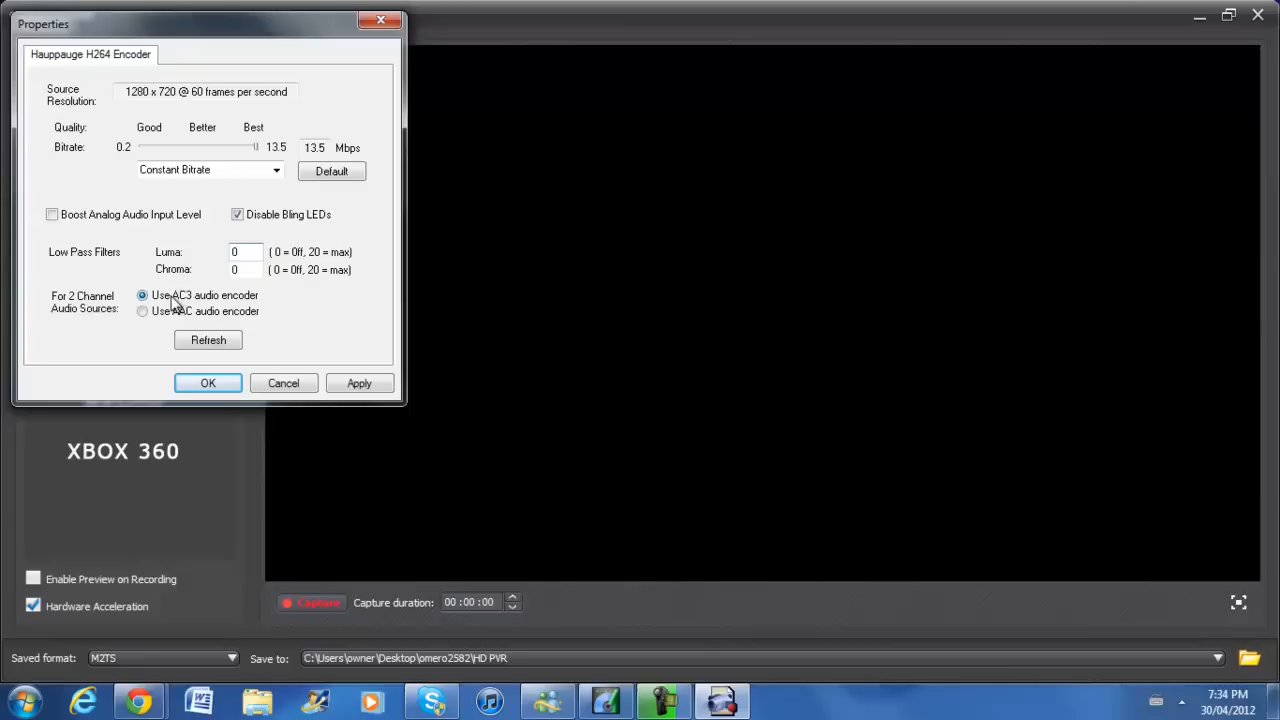 Properties
Hauppauge H264 Encoder
Source Resolution: 1280 x 720 @ 60 frames per second
Quality: Good Better Best
Bitrate: 0.2 13.5 13.5 Mbps
Constant Bitrate Default
Boost Analog Audio Input Level Disable Bling LEDs
Low Pass Filters Luma: 0 ( 0 = Off, 20 = max)
Chroma: 0 ( 0 = Off, 20 = max)
For 2 Channel Use AC3 audio encoder
Audio Sources: Use AAC audio encoder
Refresh
OK Cancel Apply
XBOX 360
Enable Preview on Recording
Hardware Acceleration
Capture Capture duration: 00 :00 : 00
Saved format: M2TS Save to: C:\Users\owner\Desktop\omero2582\HD PVR
7:34 PM
30/04/2012